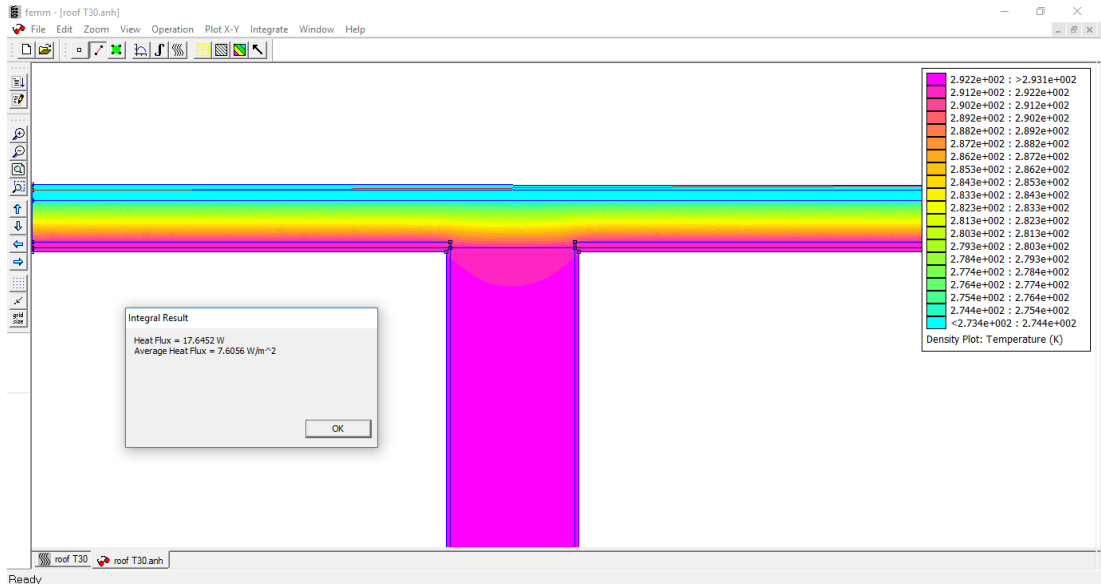 femm - [roof T30.anh]
File Edit Zoom View Operation Plot X-Y Integrate Window Help
grid size
2.922e+002 : >2.931e+002
2.912e+002 : 2.922e+002
2.902e+002 : 2.912e+002
2.892e+002 : 2.902e+002
2.882e+002 : 2.892e+002
2.872e+002 : 2.882e+002
2.862e+002 : 2.872e+002
2.853e+002 : 2.862e+002
2.843e+002 : 2.853e+002
2.833e+002 : 2.843e+002
2.823e+002 : 2.833e+002
2.813e+002 : 2.823e+002
2.803e+002 : 2.813e+002
2.793e+002 : 2.803e+002
2.784e+002 : 2.793e+002
2.774e+002 : 2.784e+002
2.764e+002 : 2.774e+002
2.754e+002 : 2.764e+002
2.744e+002 : 2.754e+002
<2.734e+002 : 2.744e+002
Density Plot: Temperature (K)
Integral Result
Heat Flux = 17.6452 W
Average Heat Flux = 7.6056 W/m^2
OK
roof T30 roof T30.anh
Ready